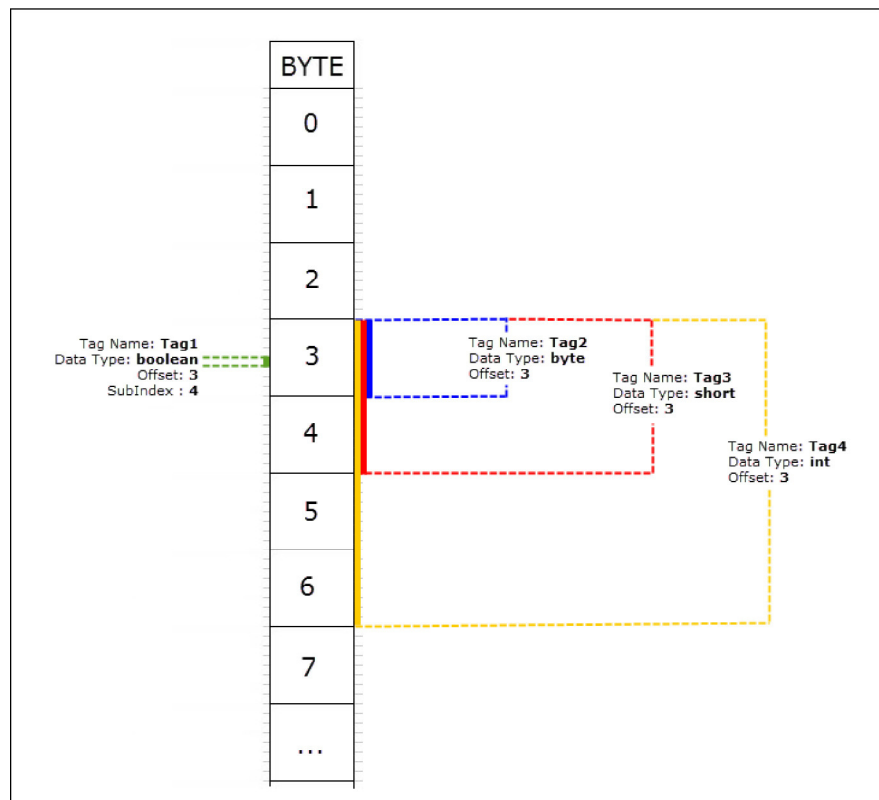 BYTE
0
1
2
3
4
5
6
7
...
Tag Name: Tag1
Data Type: boolean
Offset: 3
SubIndex : 4
Tag Name: Tag2
Data Type: byte
Offset: 3
Tag Name: Tag3
Data Type: short
Offset: 3
Tag Name: Tag4
Data Type: int
Offset: 3